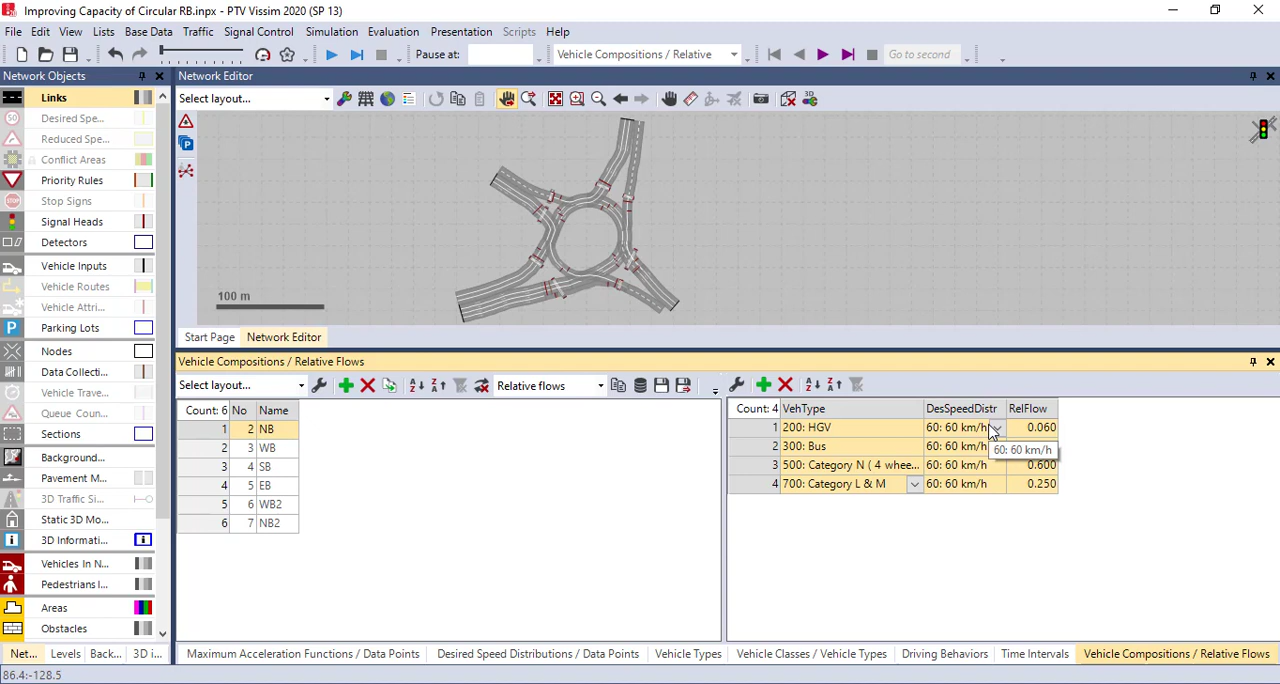 Improving Capacity of Circular RB.inpx - PTV Vissim 2020 (SP 13)
File Edit View Lists Base Data Traffic Signal Control Simulation Evaluation Presentation Scripts Help
Pause at: Vehicle Compositions / Relative Go to second
Network Objects
Network Editor
Links
Select layout...
Desired Spe...
Reduced Spe...
Conflict Areas
Priority Rules
Stop Signs
Signal Heads
Detectors
Vehicle Inputs
Vehicle Routes
Vehicle Attri...
Parking Lots
Nodes
Data Collecti...
Vehicle Trave...
Queue Coun...
Sections
Background...
Pavement M...
3D Traffic Si...
Static 3D Mo...
3D Informati...
Vehicles In N...
Pedestrians I...
Areas
Obstacles
Net... Levels Back... 3D i...
100 m
Start Page Network Editor
Vehicle Compositions / Relative Flows
Select layout... Relative flows
Count: 6 No Name
1 2 NB
2 3 WB
3 4 SB
4 5 EB
5 6 WB2
6 7 NB2
Count: 4 VehType DesSpeedDistr RelFlow
1 200: HGV 60: 60 km/h 0.060
2 300: Bus 60: 60 km/h
60: 60 km/h
3 500: Category N ( 4 whee... 60: 60 km/h 0.600
4 700: Category L & M 60: 60 km/h 0.250
Maximum Acceleration Functions / Data Points Desired Speed Distributions / Data Points Vehicle Types Vehicle Classes / Vehicle Types Driving Behaviors Time Intervals Vehicle Compositions / Relative Flows
86.4:-128.5